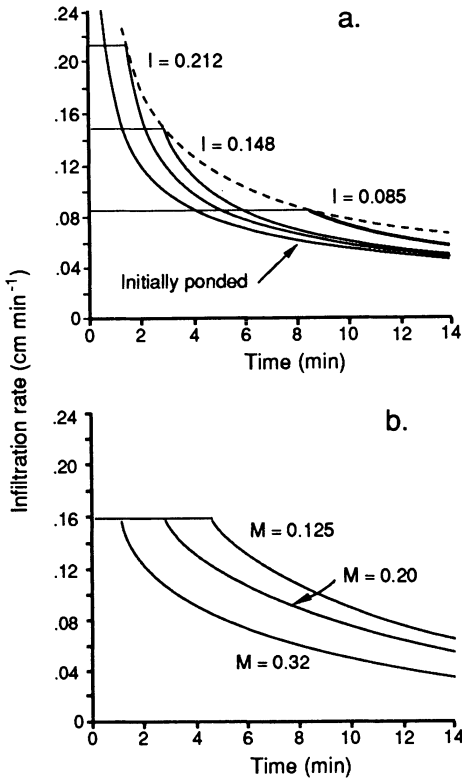 a.
.24
.20
.16
.12
.08
.04
0
I = 0.212
I = 0.148
I = 0.085
Initially ponded
0 2 4 6 8 10 12 14
Time (min)
Infiltration rate (cm min⁻¹)
b.
.24
.20
.16
.12
.08
.04
0
M = 0.125
M = 0.20
M = 0.32
0 2 4 6 8 10 12 14
Time (min)